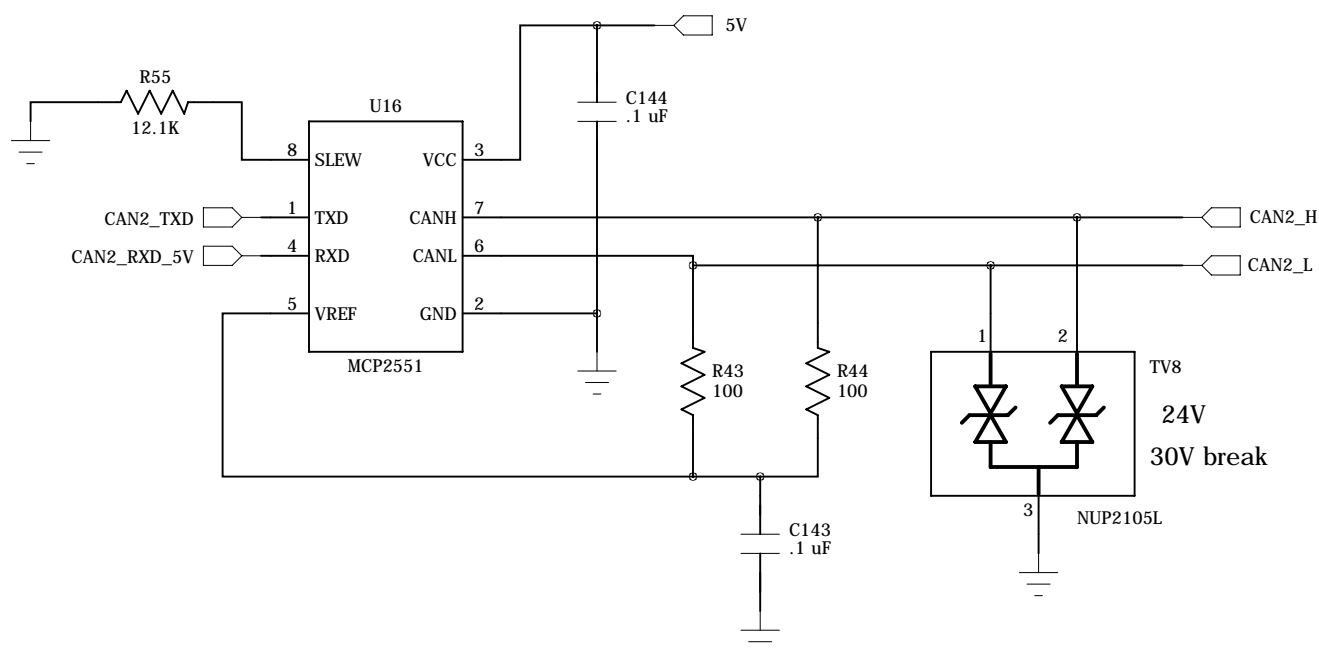 5V
R55
12.1K
U16
C144
.1 uF
8 SLEW VCC 3
CAN2_TXD 1 TXD CANH 7 CAN2_H
CAN2_RXD_5V 4 RXD CANL 6 CAN2_L
5 VREF GND 2
MCP2551
R43
100
R44
100
1 2
TV8
24V
30V break
3
NUP2105L
C143
.1 uF